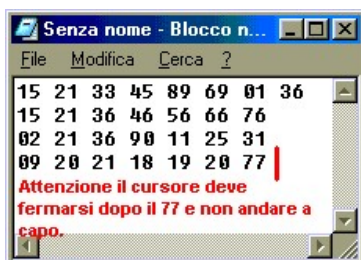 Senza nome - Blocco n...
File Modifica Cerca ?
15 21 33 45 89 69 01 36
15 21 36 46 56 66 76
02 21 36 90 11 25 31
09 20 21 18 19 20 77
Attenzione il cursore deve
fermarsi dopo il 77 e non andare a
capo.